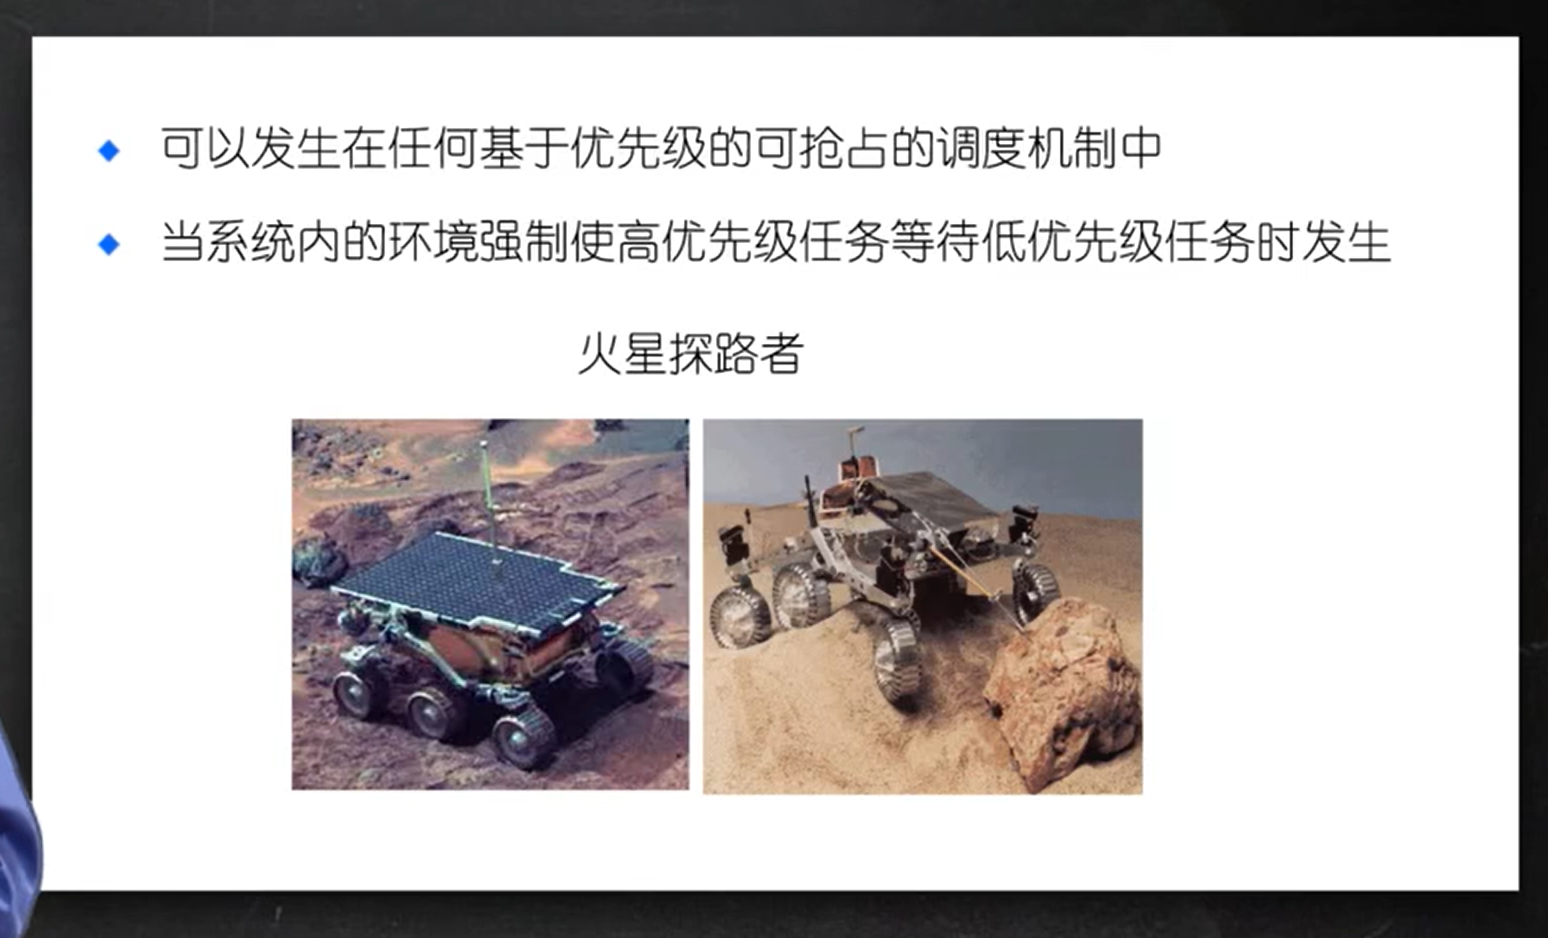 可以发生在任何基于优先级的可抢占的调度机制中
当系统内的环境强制使高优先级任务等待低优先级任务时发生
火星探路者